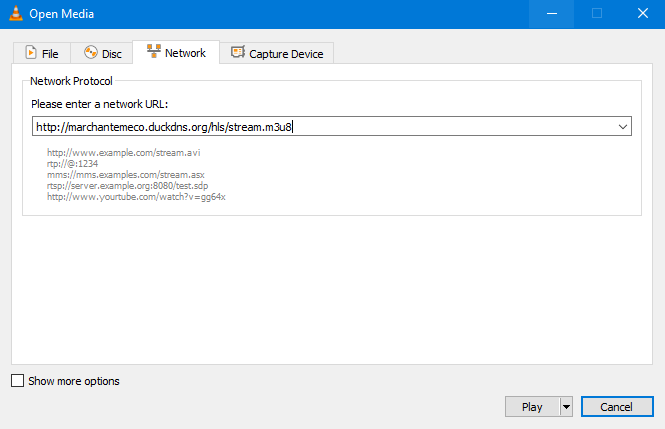 Open Media
File
Disc
Network
Capture Device
Network Protocol
Please enter a network URL:
http://marchantemeco.duckdns.org/hls/stream.m3u8
http://www.example.com/stream.avi
rtp://@:1234
mms://mms.examples.com/stream.asx
rtsp://server.example.org:8080/test.sdp
http://www.yourtube.com/watch?v=gg64x
Show more options
Play
Cancel